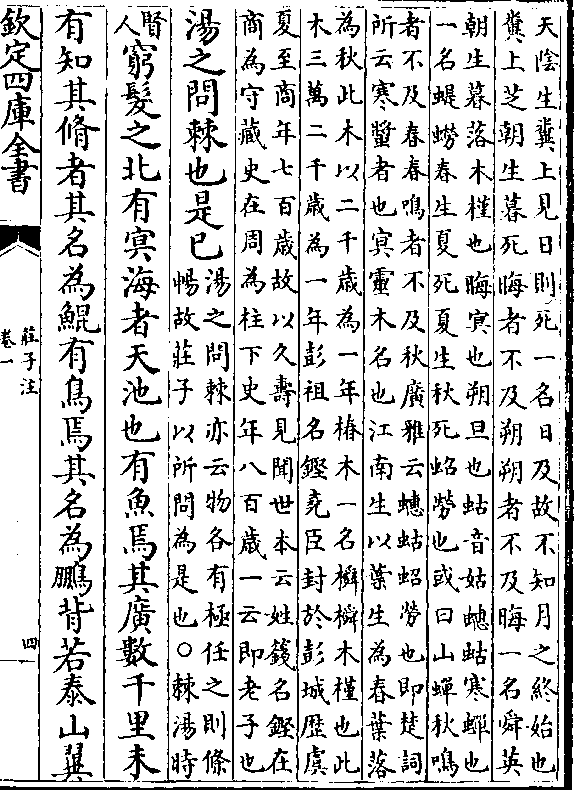 天陰生糞上見日則死一名日及故不知月之終始也
糞上芝朝生暮死晦者不及朔朔者不及晦一名舜英
朝生暮落木槿也晦冥也朔旦也蛄音姑蟪蛄寒蟬也
一名蝭蟧春生夏死夏生秋死蛁勞也或曰山蟬秋鳴
者不及春春鳴者不及秋廣雅云蟪蛄蛁勞也即楚詞
所云寒螿者也冥靈木名也江南生以葉生為春葉落
為秋此木以二千歲為一年椿木一名橓橓木槿也此
木三萬二千歲為一年彭祖名鏗堯臣封於彭城歴虞
夏至商年七百歲故以久壽見聞世本云姓籛名鏗在
商為守藏史在周為柱下史年八百歲一云即老子也
湯之問棘也是已
湯之問棘亦云物各有極任之則條
暢故莊子以所問為是也○棘湯時
賢
人
窮髮之北有冥海者天池也有魚焉其廣數千里未
有知其脩者其名為鯤有鳥焉其名為鵬背若泰山翼
欽定四庫全書
莊子注
卷一
四